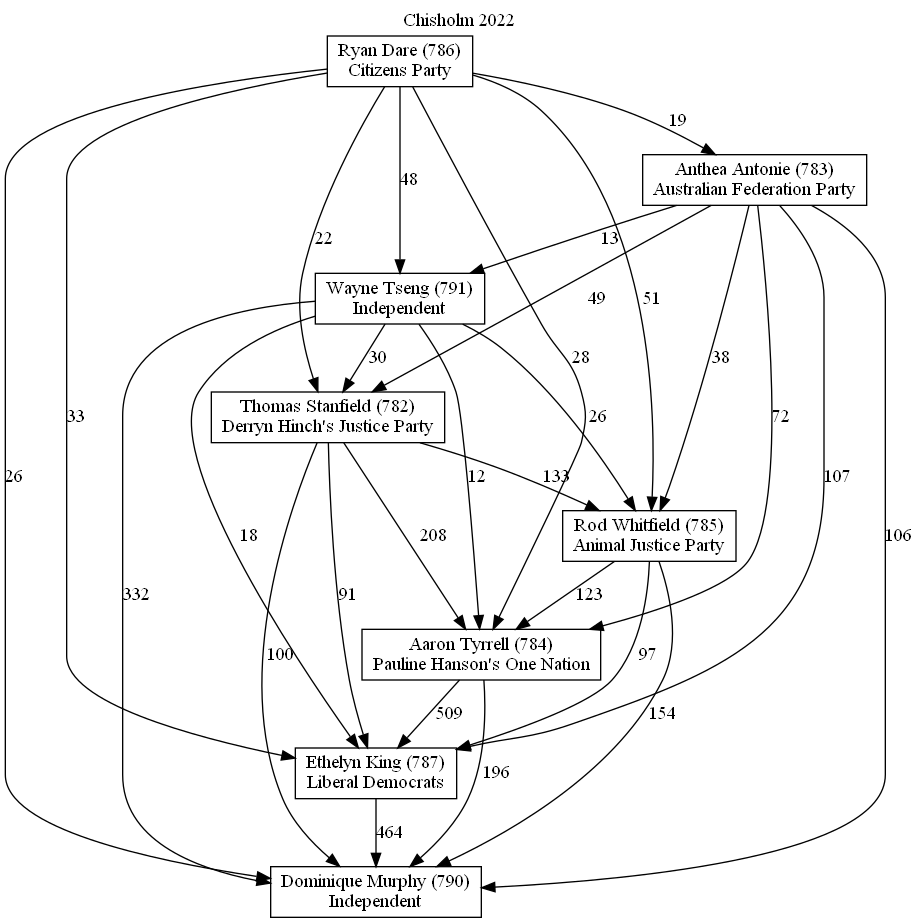 Chisholm 2022
Ryan Dare (786)
Citizens Party
19
Anthea Antonie (783)
Australian Federation Party
48
22
13
Wayne Tseng (791)
Independent
49
51
30
28
38
Thomas Stanfield (782)
Derryn Hinch's Justice Party
33
26
72
26
12
133
107
Rod Whitfield (785)
Animal Justice Party
18
208
106
332
91
123
Aaron Tyrrell (784)
Pauline Hanson's One Nation
100
97
509
154
Ethelyn King (787)
Liberal Democrats
196
464
Dominique Murphy (790)
Independent